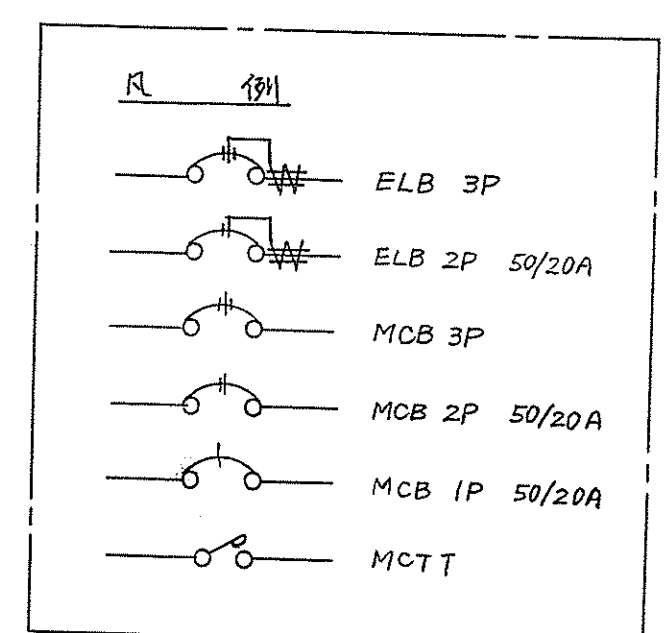 凡 例
ELB 3P
ELB 2P 50/20A
MCB 3P
MCB 2P 50/20A
MCB 1P 50/20A
MCTT